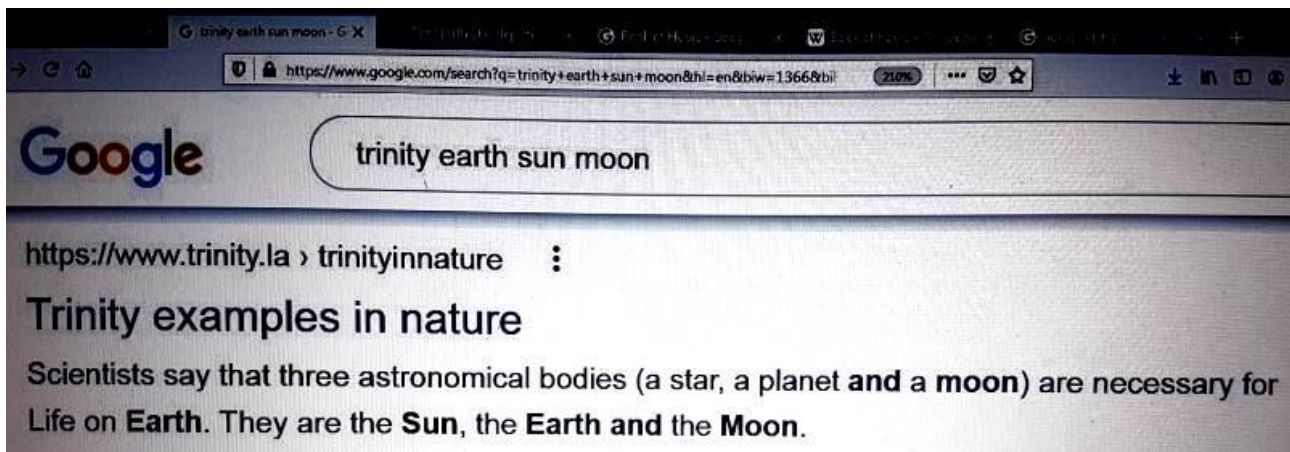 G trinity earth sun moon - G X
https://www.google.com/search?q=trinity+earth+sun+moon&hl=en&biw=1366&bi
210%
Google
trinity earth sun moon
https://www.trinity.la › trinityinnature
Trinity examples in nature
Scientists say that three astronomical bodies (a star, a planet and a moon) are necessary for
Life on Earth. They are the Sun, the Earth and the Moon.